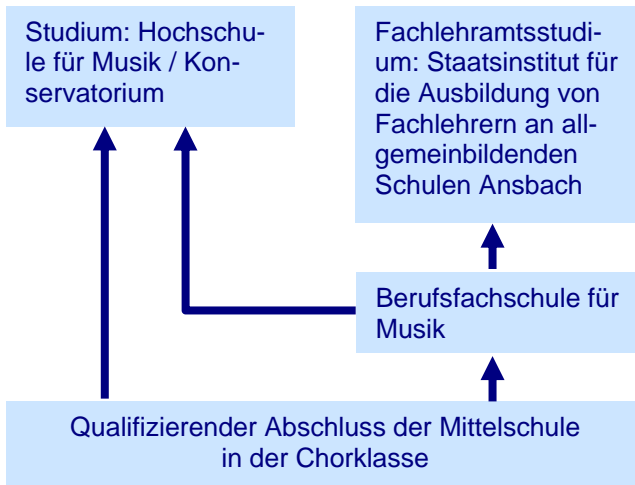 Studium: Hochschu-
le für Musik / Kon-
servatorium
Fachlehramtsstudi-
um: Staatsinstitut für
die Ausbildung von
Fachlehrern an all-
gemeinbildenden
Schulen Ansbach
Berufsfachschule für
Musik
Qualifizierender Abschluss der Mittelschule
in der Chorklasse